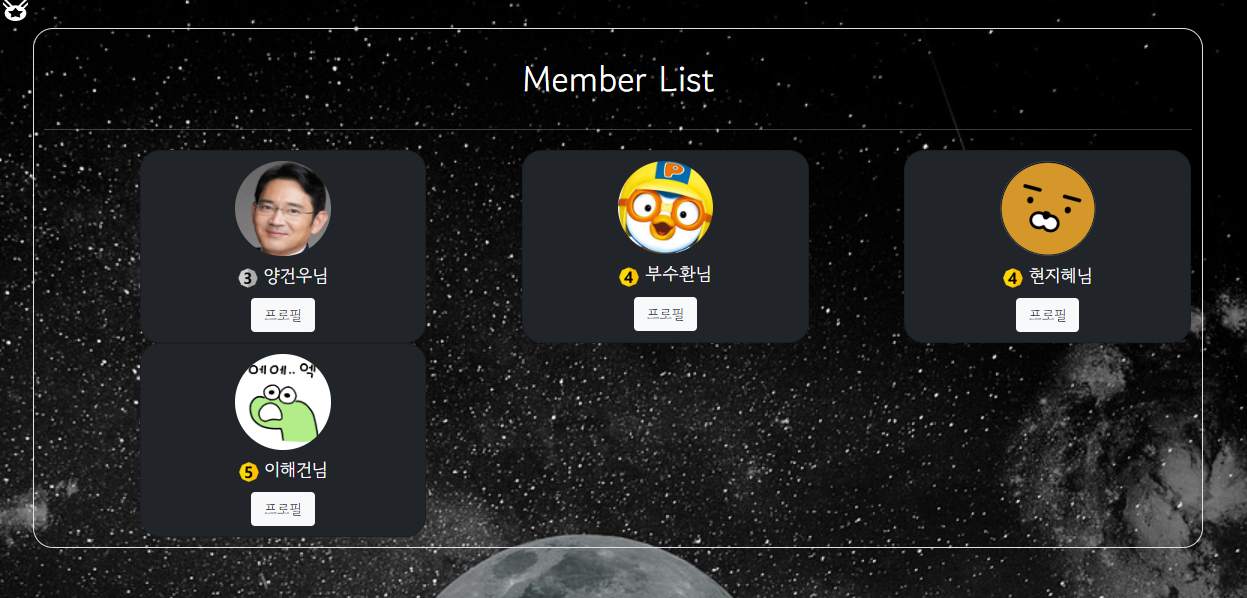 Member List
P
3 양건우님
프로필
4 부수환님
프로필
4 현지혜님
프로필
에에.. 엑
5 이해건님
프로필